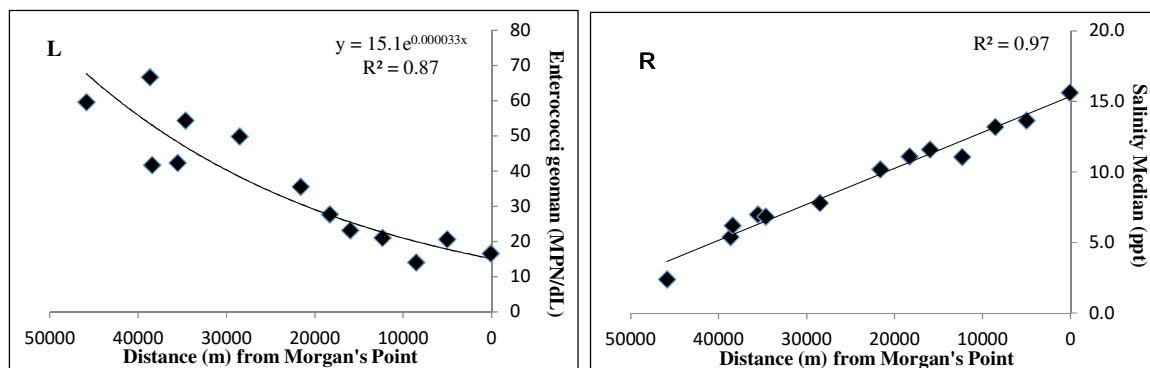 L
y = 15.1e^0.000033x
R² = 0.87
80
70
60
50
40
30
20
10
0
Enterococci geoman (MPN/dL)
50000 40000 30000 20000 10000 0
Distance (m) from Morgan's Point
R
R² = 0.97
20.0
15.0
10.0
5.0
0.0
Salinity Median (ppt)
50000 40000 30000 20000 10000 0
Distance (m) from Morgan's Point